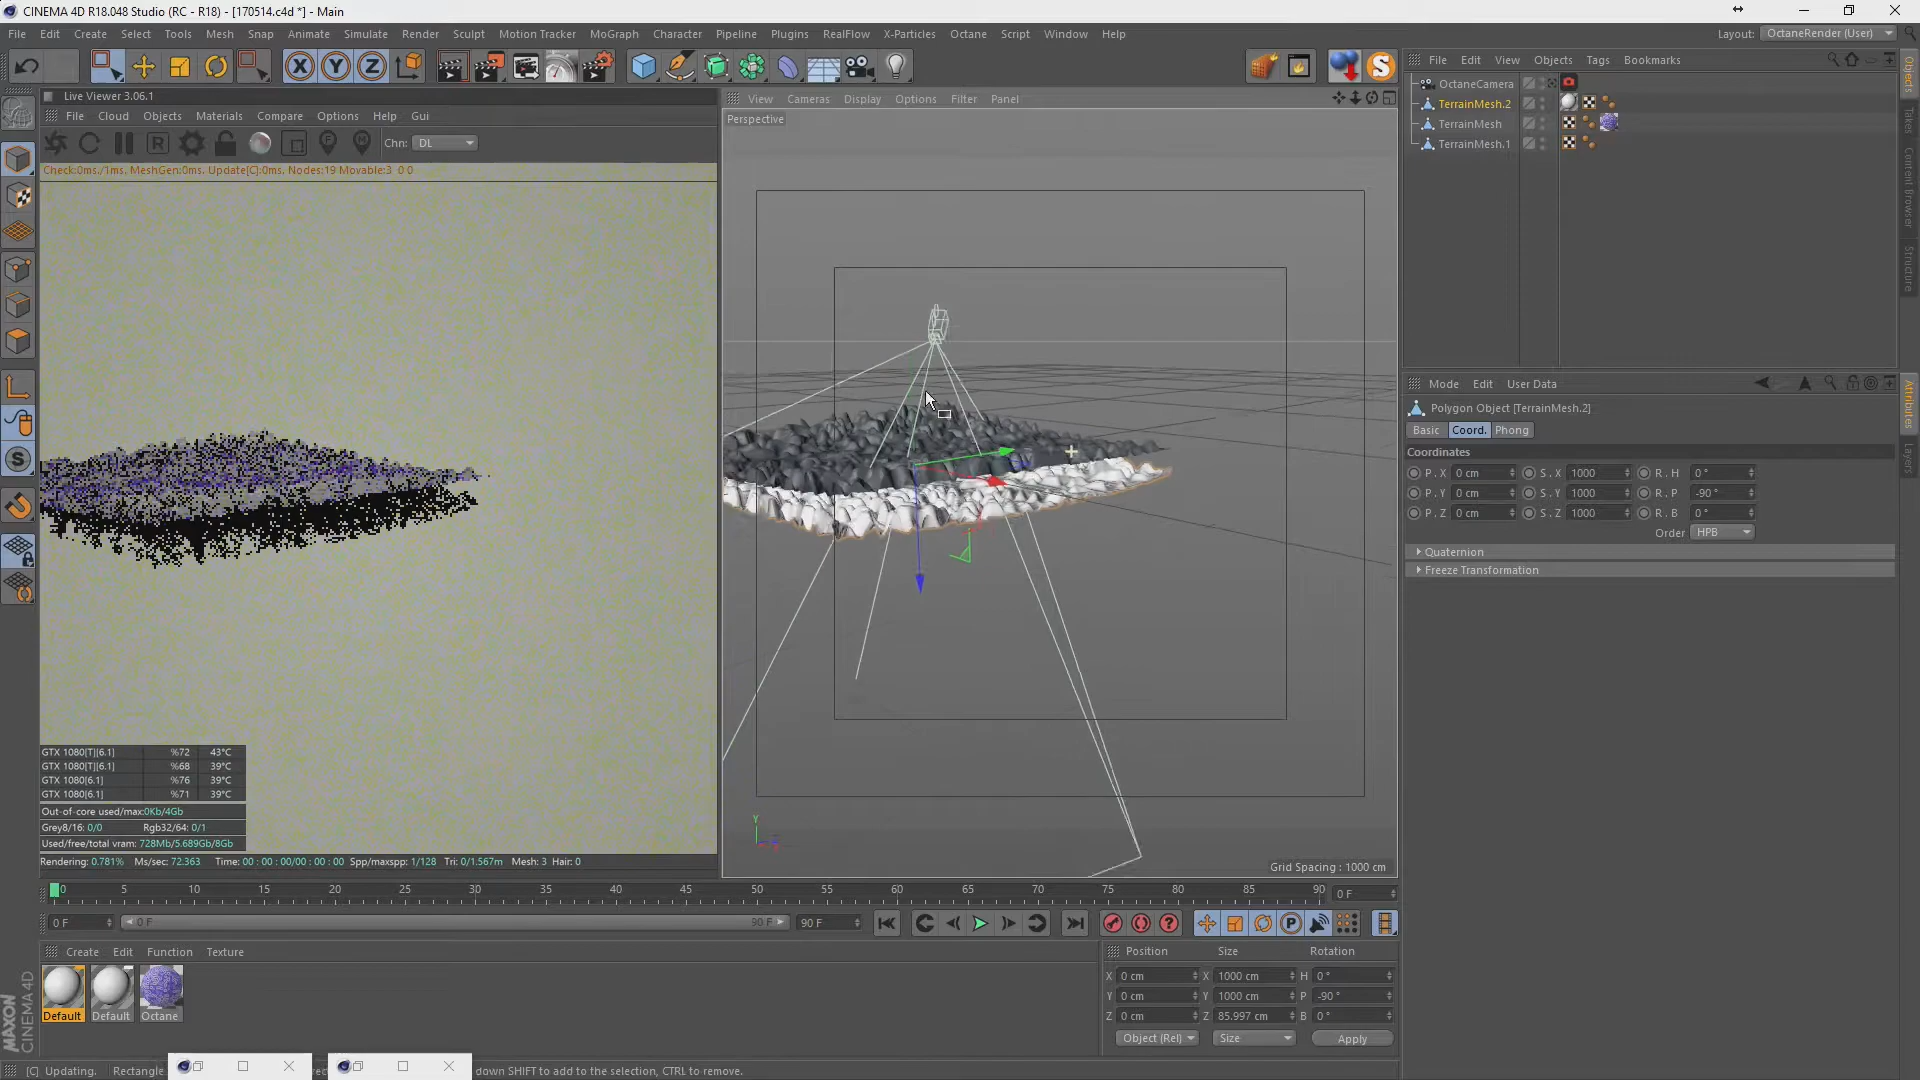 CINEMA 4D R18.048 Studio (RC - R18) - [170514.c4d *] - Main
File Edit Create Select Tools Mesh Snap Animate Simulate Render Sculpt Motion Tracker MoGraph Character Pipeline Plugins RealFlow X-Particles Octane Script Window Help
Layout: OctaneRender (User)
File Edit View Objects Tags Bookmarks
OctaneCamera
TerrainMesh.2
TerrainMesh
TerrainMesh.1
Live Viewer 3.06.1
File Cloud Objects Materials Compare Options Help Gui
Chn: DL
Check:0ms./1ms. MeshGen:0ms. Update[C]:0ms. Nodes:19 Movable:3 0 0
View Cameras Display Options Filter Panel
Perspective
Mode Edit User Data
Polygon Object [TerrainMesh.2]
Basic Coord. Phong
Coordinates
P . X 0 cm S . X 1000 R . H 0 °
P . Y 0 cm S . Y 1000 R . P -90 °
P . Z 0 cm S . Z 1000 R . B 0 °
Order HPB
Quaternion
Freeze Transformation
Objects
Takes
Content Browser
Structure
Attributes
Layers
GTX 1080[T][6.1] %72 43°C
GTX 1080[T][6.1] %68 39°C
GTX 1080[6.1] %76 39°C
GTX 1080[6.1] %71 39°C
Out-of-core used/max:0Kb/4Gb
Grey8/16: 0/0 Rgb32/64: 0/1
Used/free/total vram: 728Mb/5.689Gb/8Gb
Rendering: 0.781% Ms/sec: 72.363 Time: 00 : 00 : 00/00 : 00 : 00 Spp/maxspp: 1/128 Tri: 0/1.567m Mesh: 3 Hair: 0
Y
Grid Spacing : 1000 cm
0 5 10 15 20 25 30 35 40 45 50 55 60 65 70 75 80 85 90 0 F
0 F 0 F 90 F 90 F
Create Edit Function Texture
Default Default Octane
Position Size Rotation
X 0 cm X 1000 cm H 0 °
Y 0 cm Y 1000 cm P -90 °
Z 0 cm Z 85.997 cm B 0 °
Object (Rel) Size Apply
MAXON
CINEMA 4D
[C] Updating. Rectangle
down SHIFT to add to the selection, CTRL to remove.